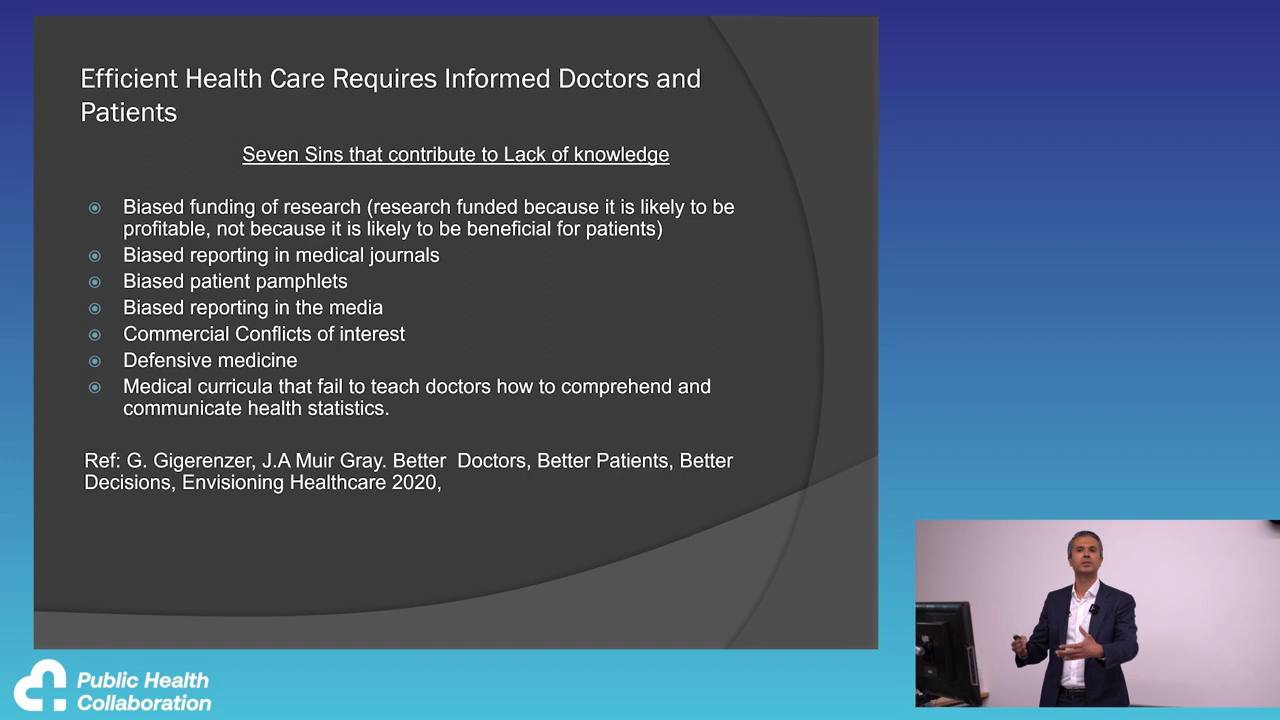 Efficient Health Care Requires Informed Doctors and
Patients
Seven Sins that contribute to Lack of knowledge
Biased funding of research (research funded because it is likely to be
profitable, not because it is likely to be beneficial for patients)
Biased reporting in medical journals
Biased patient pamphlets
Biased reporting in the media
Commercial Conflicts of interest
Defensive medicine
Medical curricula that fail to teach doctors how to comprehend and
communicate health statistics.
Ref: G. Gigerenzer, J.A Muir Gray. Better  Doctors, Better Patients, Better
Decisions, Envisioning Healthcare 2020,
Public Health
Collaboration